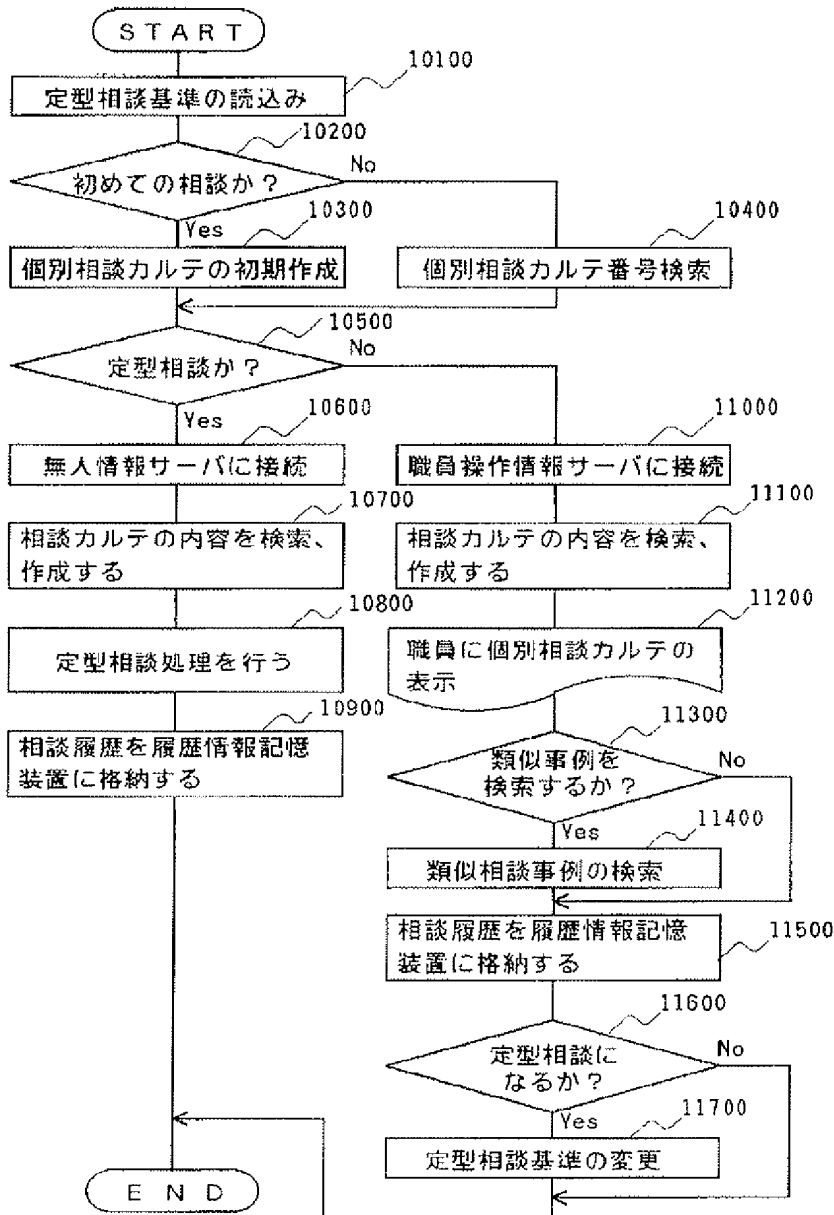 START
10100
定型相談基準の読込み
10200
初めての相談か？
No
Yes
10300
個別相談カルテの初期作成
10400
個別相談カルテ番号検索
10500
定型相談か？
No
Yes
10600
無人情報サーバに接続
11000
職員操作情報サーバに接続
10700
相談カルテの内容を検索、
作成する
11100
相談カルテの内容を検索、
作成する
10800
定型相談処理を行う
11200
職員に個別相談カルテの
表示
10900
相談履歴を履歴情報記憶
装置に格納する
11300
類似事例を
検索するか？
No
Yes
11400
類似相談事例の検索
相談履歴を履歴情報記憶
装置に格納する
11500
11600
定型相談に
なるか？
No
Yes
11700
定型相談基準の変更
END